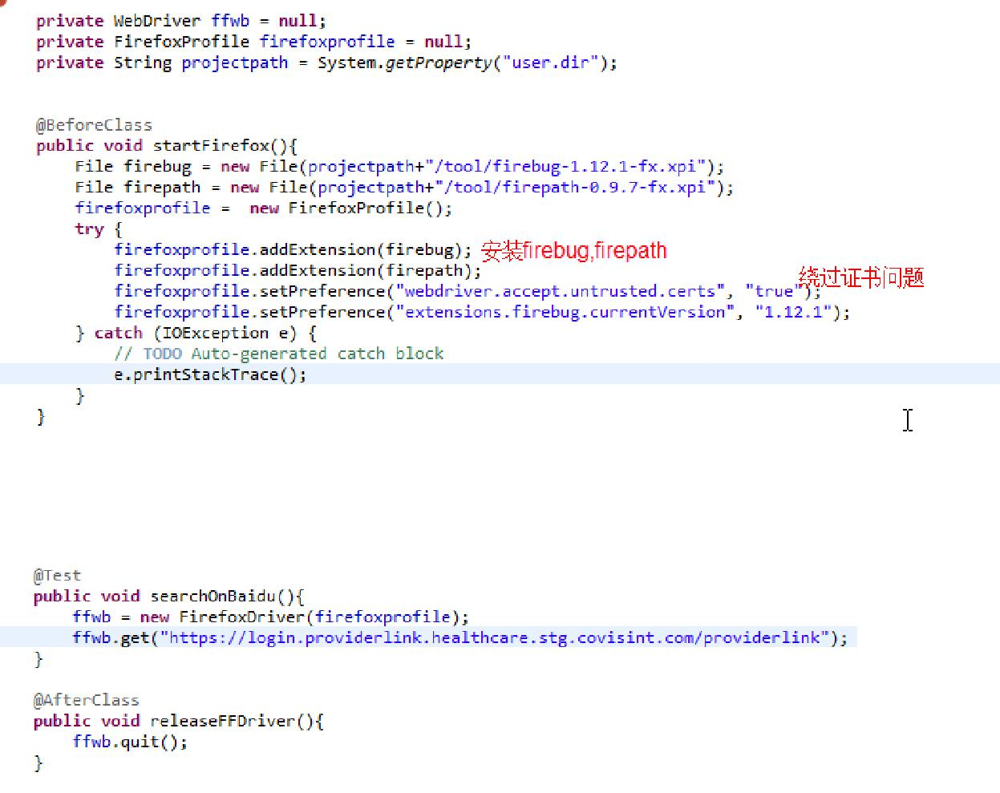 private WebDriver ffwb = null;
private FirefoxProfile firefoxprofile = null;
private String projectpath = System.getProperty("user.dir");
@BeforeClass
public void startFirefox(){
File firebug = new File(projectpath+"/tool/firebug-1.12.1-fx.xpi");
File firepath = new File(projectpath+"/tool/firepath-0.9.7-fx.xpi");
firefoxprofile =  new FirefoxProfile();
try {
firefoxprofile.addExtension(firebug); 安装firebug,firepath
firefoxprofile.addExtension(firepath);
绕过证书问题
firefoxprofile.setPreference("webdriver.accept.untrusted.certs", "true");
firefoxprofile.setPreference("extensions.firebug.currentVersion", "1.12.1");
} catch (IOException e) {
// TODO Auto-generated catch block
e.printStackTrace();
}
}
@Test
public void searchOnBaidu(){
ffwb = new FirefoxDriver(firefoxprofile);
ffwb.get("https://login.providerlink.healthcare.stg.covisint.com/providerlink");
}
@AfterClass
public void releaseFFDriver(){
ffwb.quit();
}